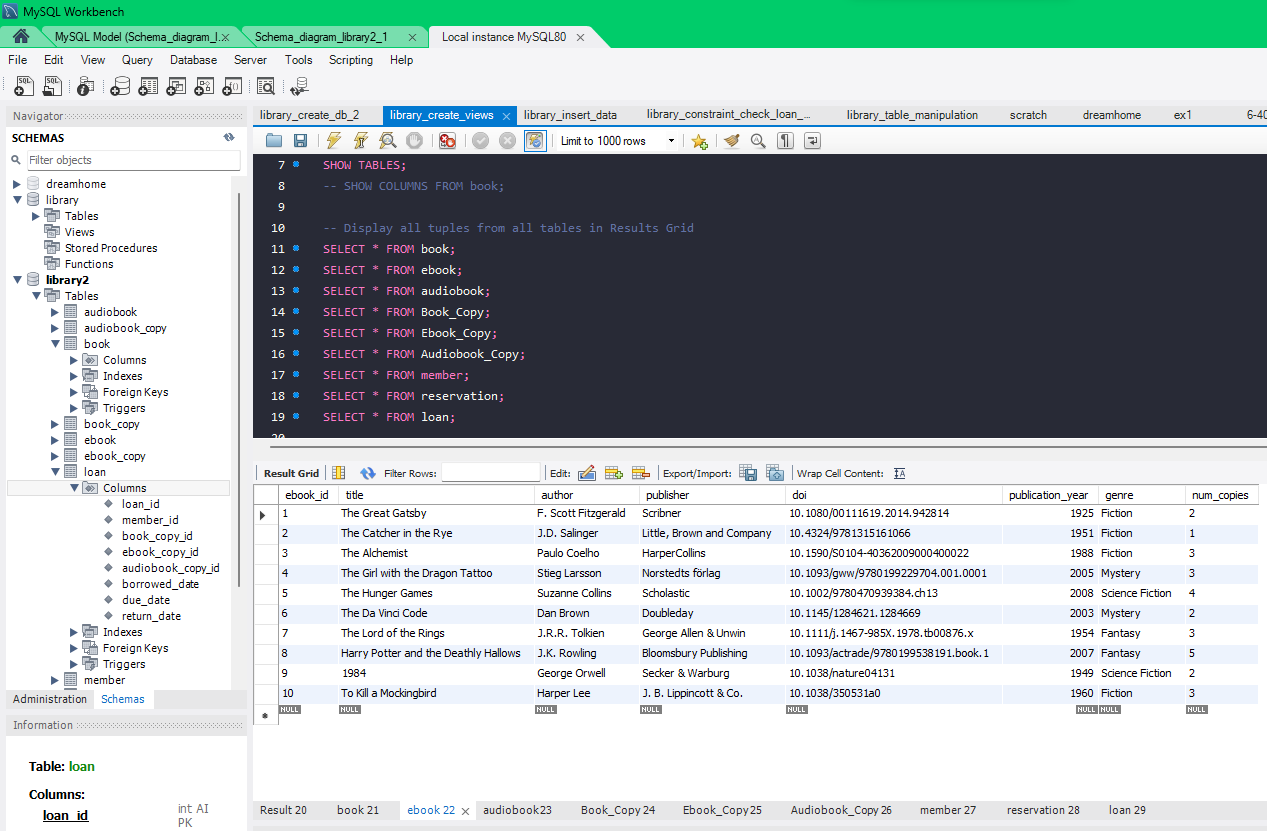 MySQL Workbench
MySQL Model (Schema_diagram_l... × Schema_diagram_library2_1 × Local instance MySQL80 ×
File Edit View Query Database Server Tools Scripting Help
Navigator
SCHEMAS
Filter objects
dreamhome
library
Tables
Views
Stored Procedures
Functions
library2
Tables
audiobook
audiobook_copy
book
Columns
Indexes
Foreign Keys
Triggers
book_copy
ebook
ebook_copy
loan
Columns
loan_id
member_id
book_copy_id
ebook_copy_id
audiobook_copy_id
borrowed_date
due_date
return_date
Indexes
Foreign Keys
Triggers
member
Administration Schemas
Information
Table: loan
Columns:
loan_id int AI
PK
library_create_db_2 library_create_views × library_insert_data library_constraint_check_loan_... library_table_manipulation scratch dreamhome ex1 6-40
Limit to 1000 rows
7 SHOW TABLES;
8 -- SHOW COLUMNS FROM book;
9
10 -- Display all tuples from all tables in Results Grid
11 SELECT * FROM book;
12 SELECT * FROM ebook;
13 SELECT * FROM audiobook;
14 SELECT * FROM Book_Copy;
15 SELECT * FROM Ebook_Copy;
16 SELECT * FROM Audiobook_Copy;
17 SELECT * FROM member;
18 SELECT * FROM reservation;
19 SELECT * FROM loan;
20
Result Grid Filter Rows: Edit: Export/Import: Wrap Cell Content: IA
ebook_id title author publisher doi publication_year genre num_copies
1 The Great Gatsby F. Scott Fitzgerald Scribner 10.1080/00111619.2014.942814 1925 Fiction 2
2 The Catcher in the Rye J.D. Salinger Little, Brown and Company 10.4324/9781315161066 1951 Fiction 1
3 The Alchemist Paulo Coelho HarperCollins 10.1590/S0104-40362009000400022 1988 Fiction 3
4 The Girl with the Dragon Tattoo Stieg Larsson Norstedts förlag 10.1093/gww/9780199229704.001.0001 2005 Mystery 3
5 The Hunger Games Suzanne Collins Scholastic 10.1002/9780470939384.ch13 2008 Science Fiction 4
6 The Da Vinci Code Dan Brown Doubleday 10.1145/1284621.1284669 2003 Mystery 2
7 The Lord of the Rings J.R.R. Tolkien George Allen & Unwin 10.1111/j.1467-985X.1978.tb00876.x 1954 Fantasy 3
8 Harry Potter and the Deathly Hallows J.K. Rowling Bloomsbury Publishing 10.1093/actrade/9780199538191.book.1 2007 Fantasy 5
9 1984 George Orwell Secker & Warburg 10.1038/nature04131 1949 Science Fiction 2
10 To Kill a Mockingbird Harper Lee J. B. Lippincott & Co. 10.1038/350531a0 1960 Fiction 3
NULL NULL NULL NULL NULL NULL NULL NULL
Result 20 book 21 ebook 22 × audiobook23 Book_Copy 24 Ebook_Copy25 Audiobook_Copy 26 member 27 reservation 28 loan 29